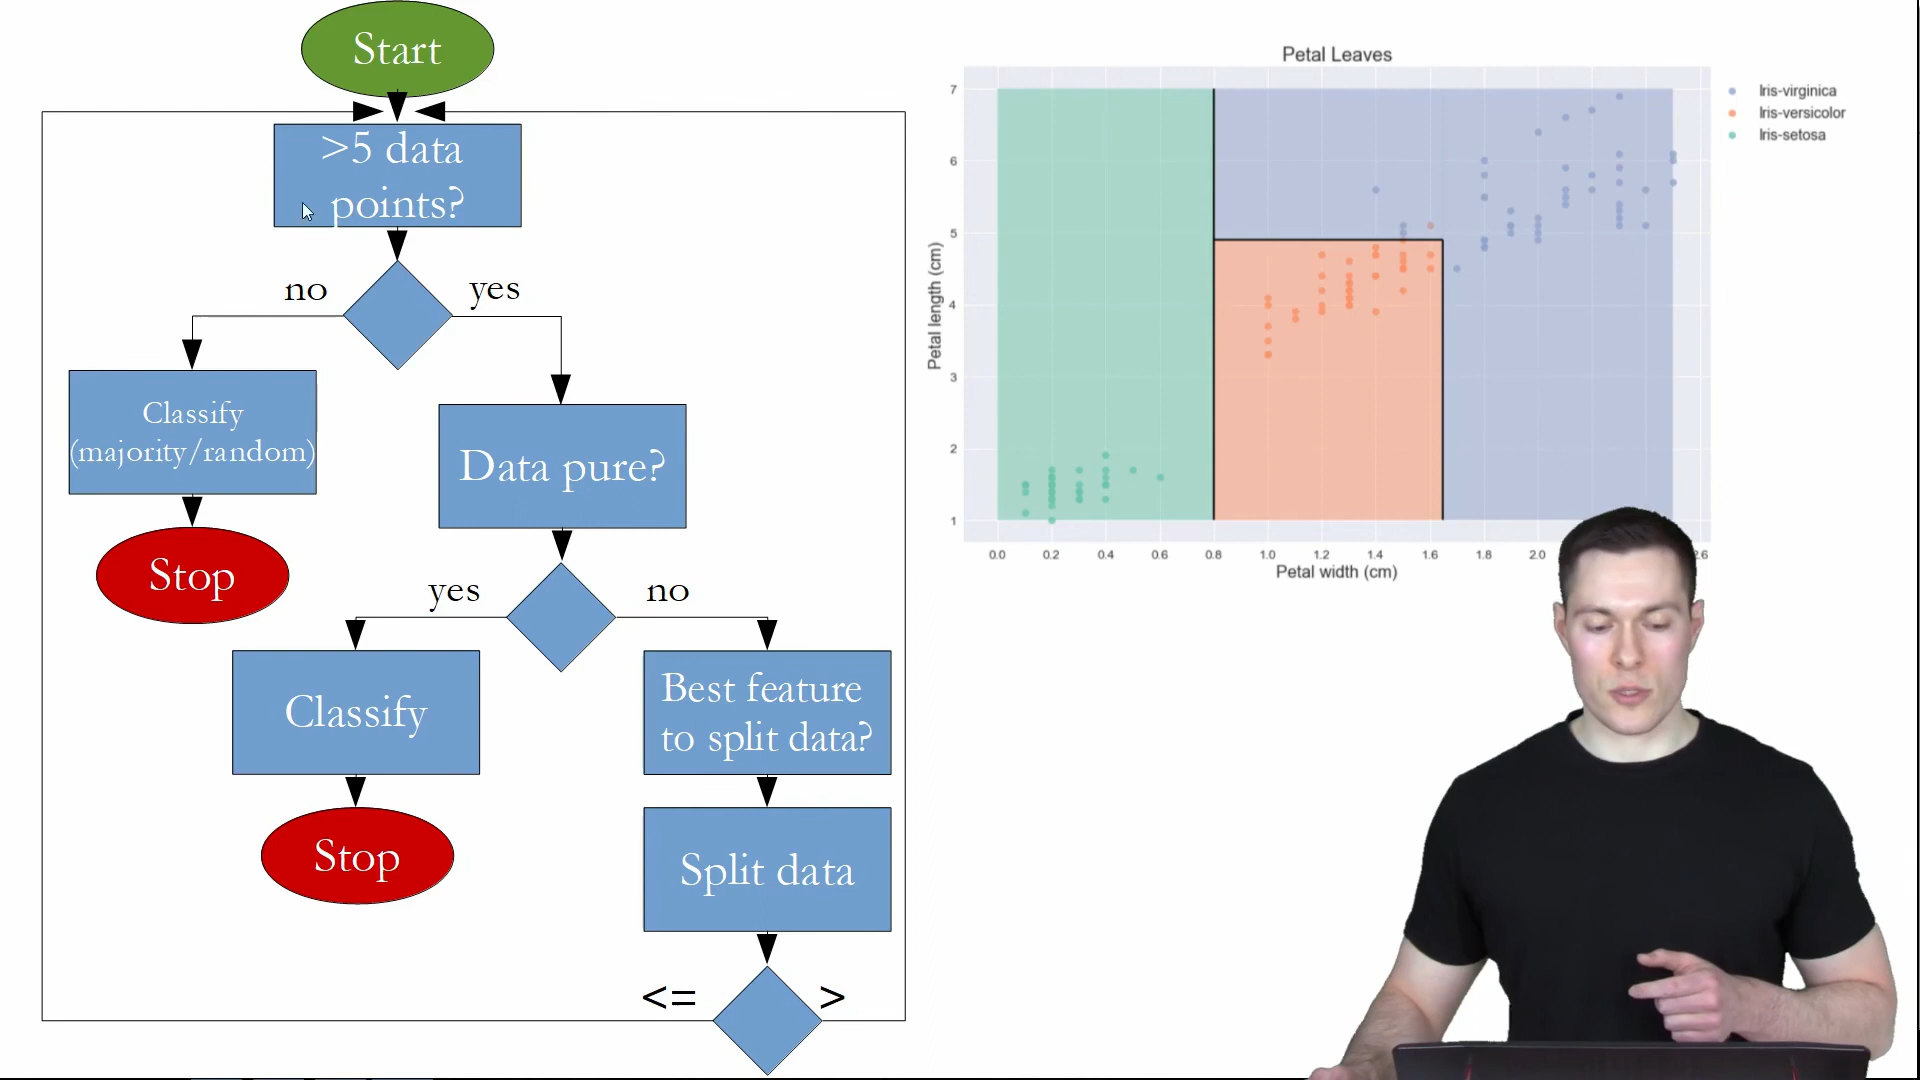 Start
>5 data
points?
no
yes
Classify
(majority/random)
Data pure?
Stop
yes
no
Classify
Best feature
to split data?
Stop
Split data
<=
>
Petal Leaves
Iris-virginica
Iris-versicolor
Iris-setosa
Petal length (cm)
7
6
5
4
3
2
1
0.0 0.2 0.4 0.6 0.8 1.0 1.2 1.4 1.6 1.8 2.0
Petal width (cm)